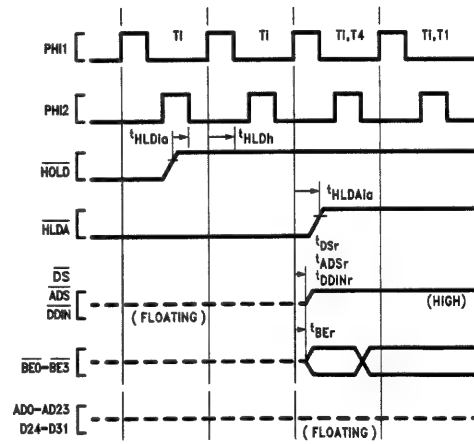 Ti Ti Ti,T4 Ti,T1
PHI1
PHI2
tHLDia tHLDh
HOLD
tHLDAia
HLDA
tDSr
tADSr
tDDINr
DS
ADS
DDIN
(FLOATING) (HIGH)
tBEr
BE0-BE3
AD0-AD23
D24-D31
(FLOATING)